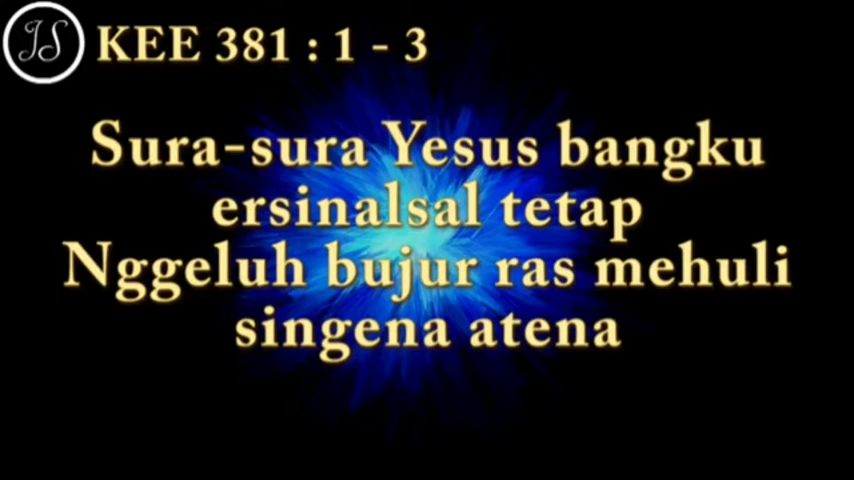 JS
KEE 381 : 1 - 3
Sura-sura Yesus bangku
ersinalsal tetap
Nggeluh bujur ras mehuli
singena atena